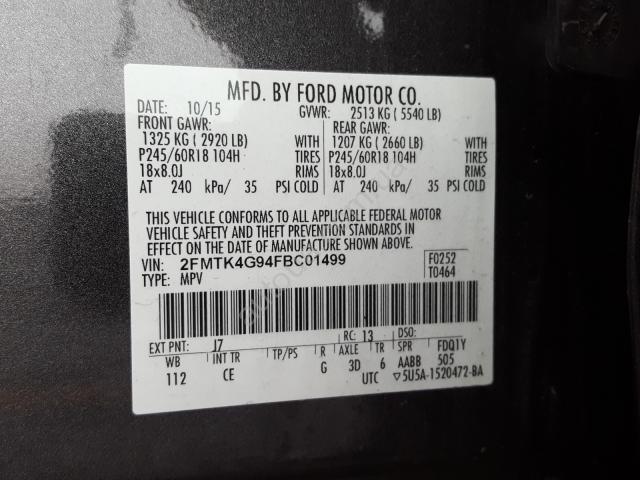 MFD. BY FORD MOTOR CO.
DATE: 10/15 GVWR: 2513 KG ( 5540 LB)
FRONT GAWR: REAR GAWR:
1325 KG ( 2920 LB) WITH 1207 KG ( 2660 LB) WITH
P245/60R18 104H TIRES P245/60R18 104H TIRES
18x8.0J RIMS 18x8.0J RIMS
AT 240 kPa/ 35 PSI COLD AT 240 kPa/ 35 PSI COLD
THIS VEHICLE CONFORMS TO ALL APPLICABLE FEDERAL MOTOR
VEHICLE SAFETY AND THEFT PREVENTION STANDARDS IN
EFFECT ON THE DATE OF MANUFACTURE SHOWN ABOVE.
VIN: 2FMTK4G94FBC01499 F0252
TYPE: MPV T0464
EXT PNT: J7 RC: 13 DSO:
WB INT TR TP/PS R AXLE TR SPR FDQ1Y
112 CE G 3D 6 AABB 505
UTC ▽5U5A-1520472-BA